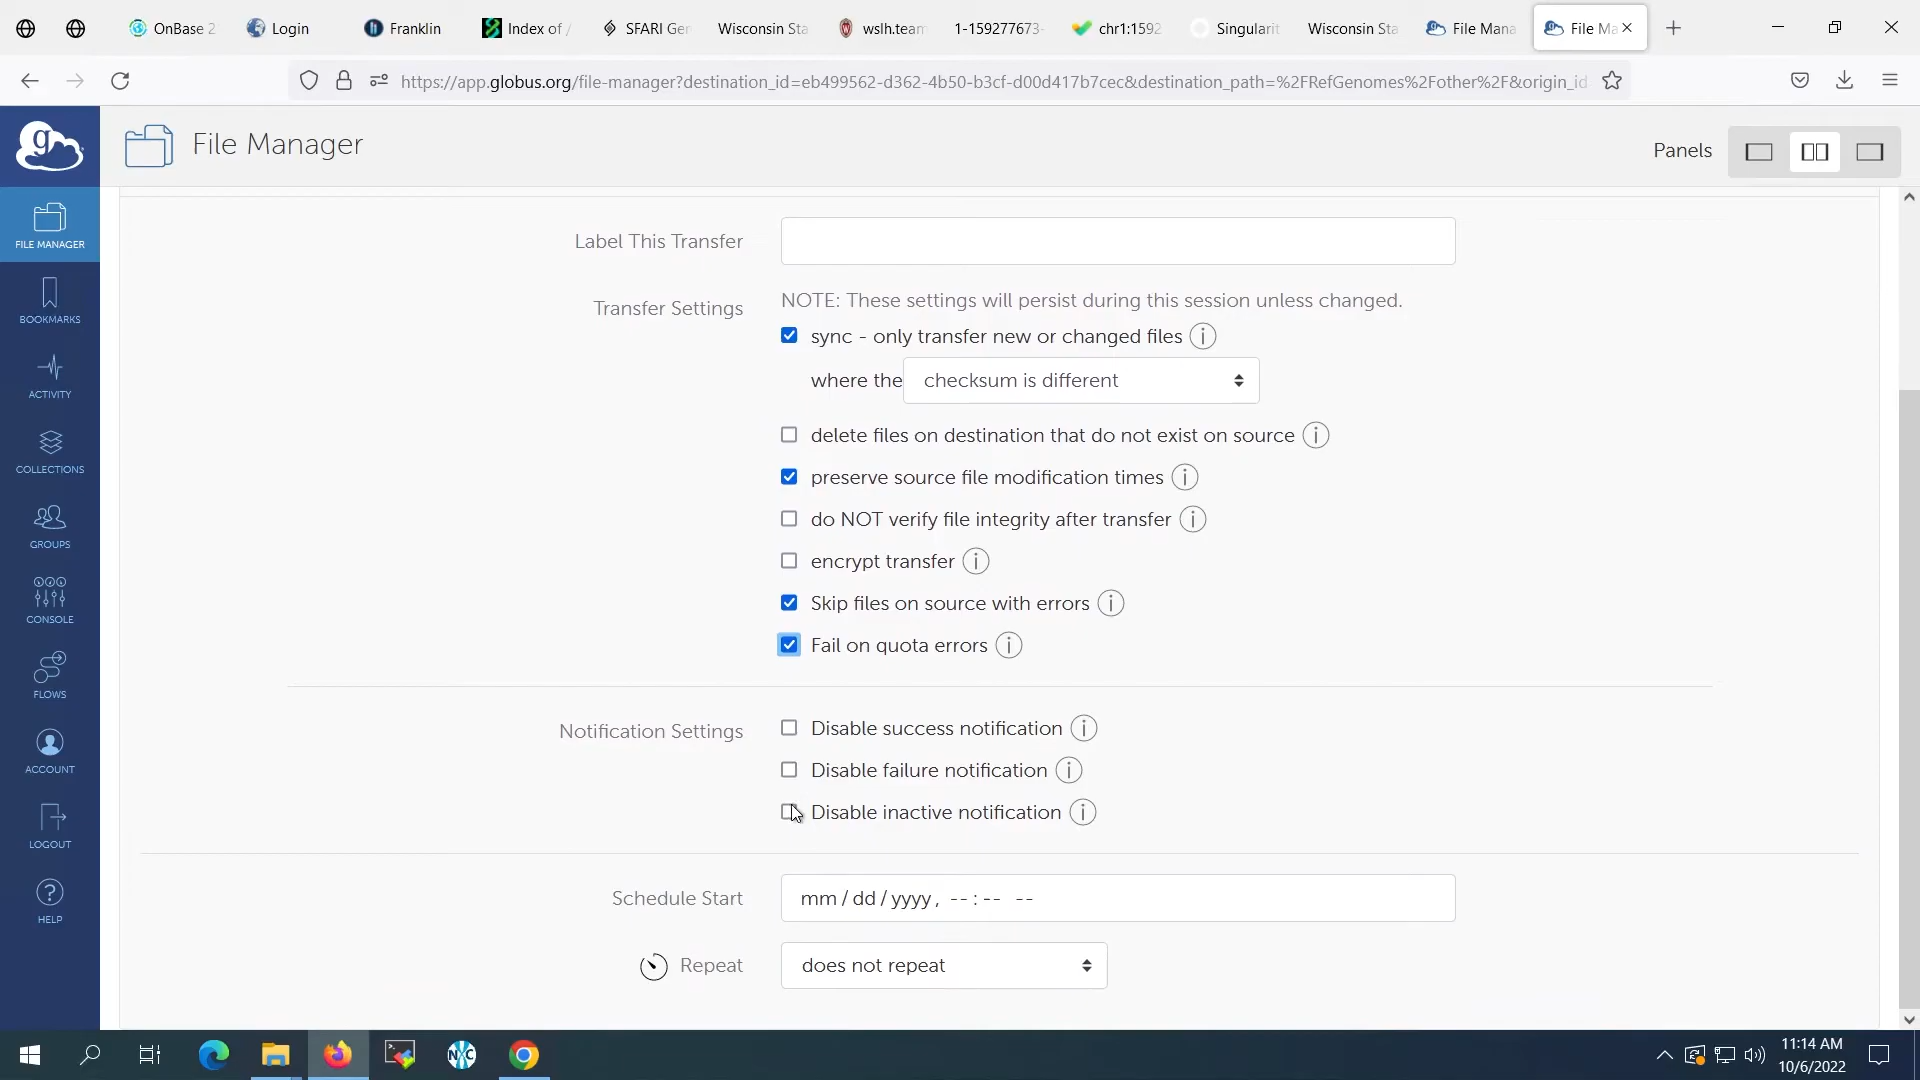 OnBase 2
Login
Franklin
Index of /
SFARI Gen
Wisconsin Sta
wslh.team
1-159277673-
chr1:1592
Singularit
Wisconsin Sta
File Mana
File Ma
https://app.globus.org/file-manager?destination_id=eb499562-d362-4b50-b3cf-d00d417b7cec&destination_path=%2FRefGenomes%2Fother%2F&origin_id
File Manager
Panels
FILE MANAGER
BOOKMARKS
ACTIVITY
COLLECTIONS
GROUPS
CONSOLE
FLOWS
ACCOUNT
LOGOUT
HELP
Label This Transfer
Transfer Settings
NOTE: These settings will persist during this session unless changed.
sync - only transfer new or changed files
where the checksum is different
delete files on destination that do not exist on source
preserve source file modification times
do NOT verify file integrity after transfer
encrypt transfer
Skip files on source with errors
Fail on quota errors
Notification Settings
Disable success notification
Disable failure notification
Disable inactive notification
Schedule Start
mm / dd / yyyy, -- : -- --
Repeat
does not repeat
NXC
11:14 AM
10/6/2022